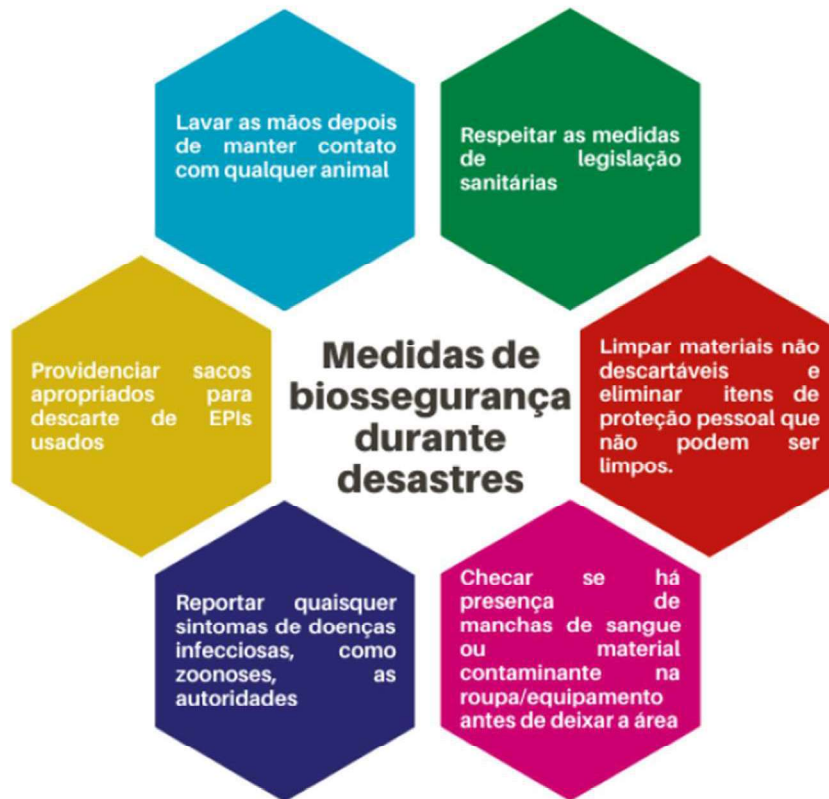 Lavar as mãos depois
de manter contato
com qualquer animal
Respeitar as medidas
de legislação
sanitárias
Providenciar sacos
apropriados para
descarte de EPIs
usados
Medidas de
biossegurança
durante
desastres
Limpar materiais não
descartáveis e
eliminar itens de
proteção pessoal que
não podem ser
limpos.
Reportar quaisquer
sintomas de doenças
infecciosas, como
zoonoses, as
autoridades
Checar se há
presença de
manchas de sangue
ou material
contaminante na
roupa/equipamento
antes de deixar a área